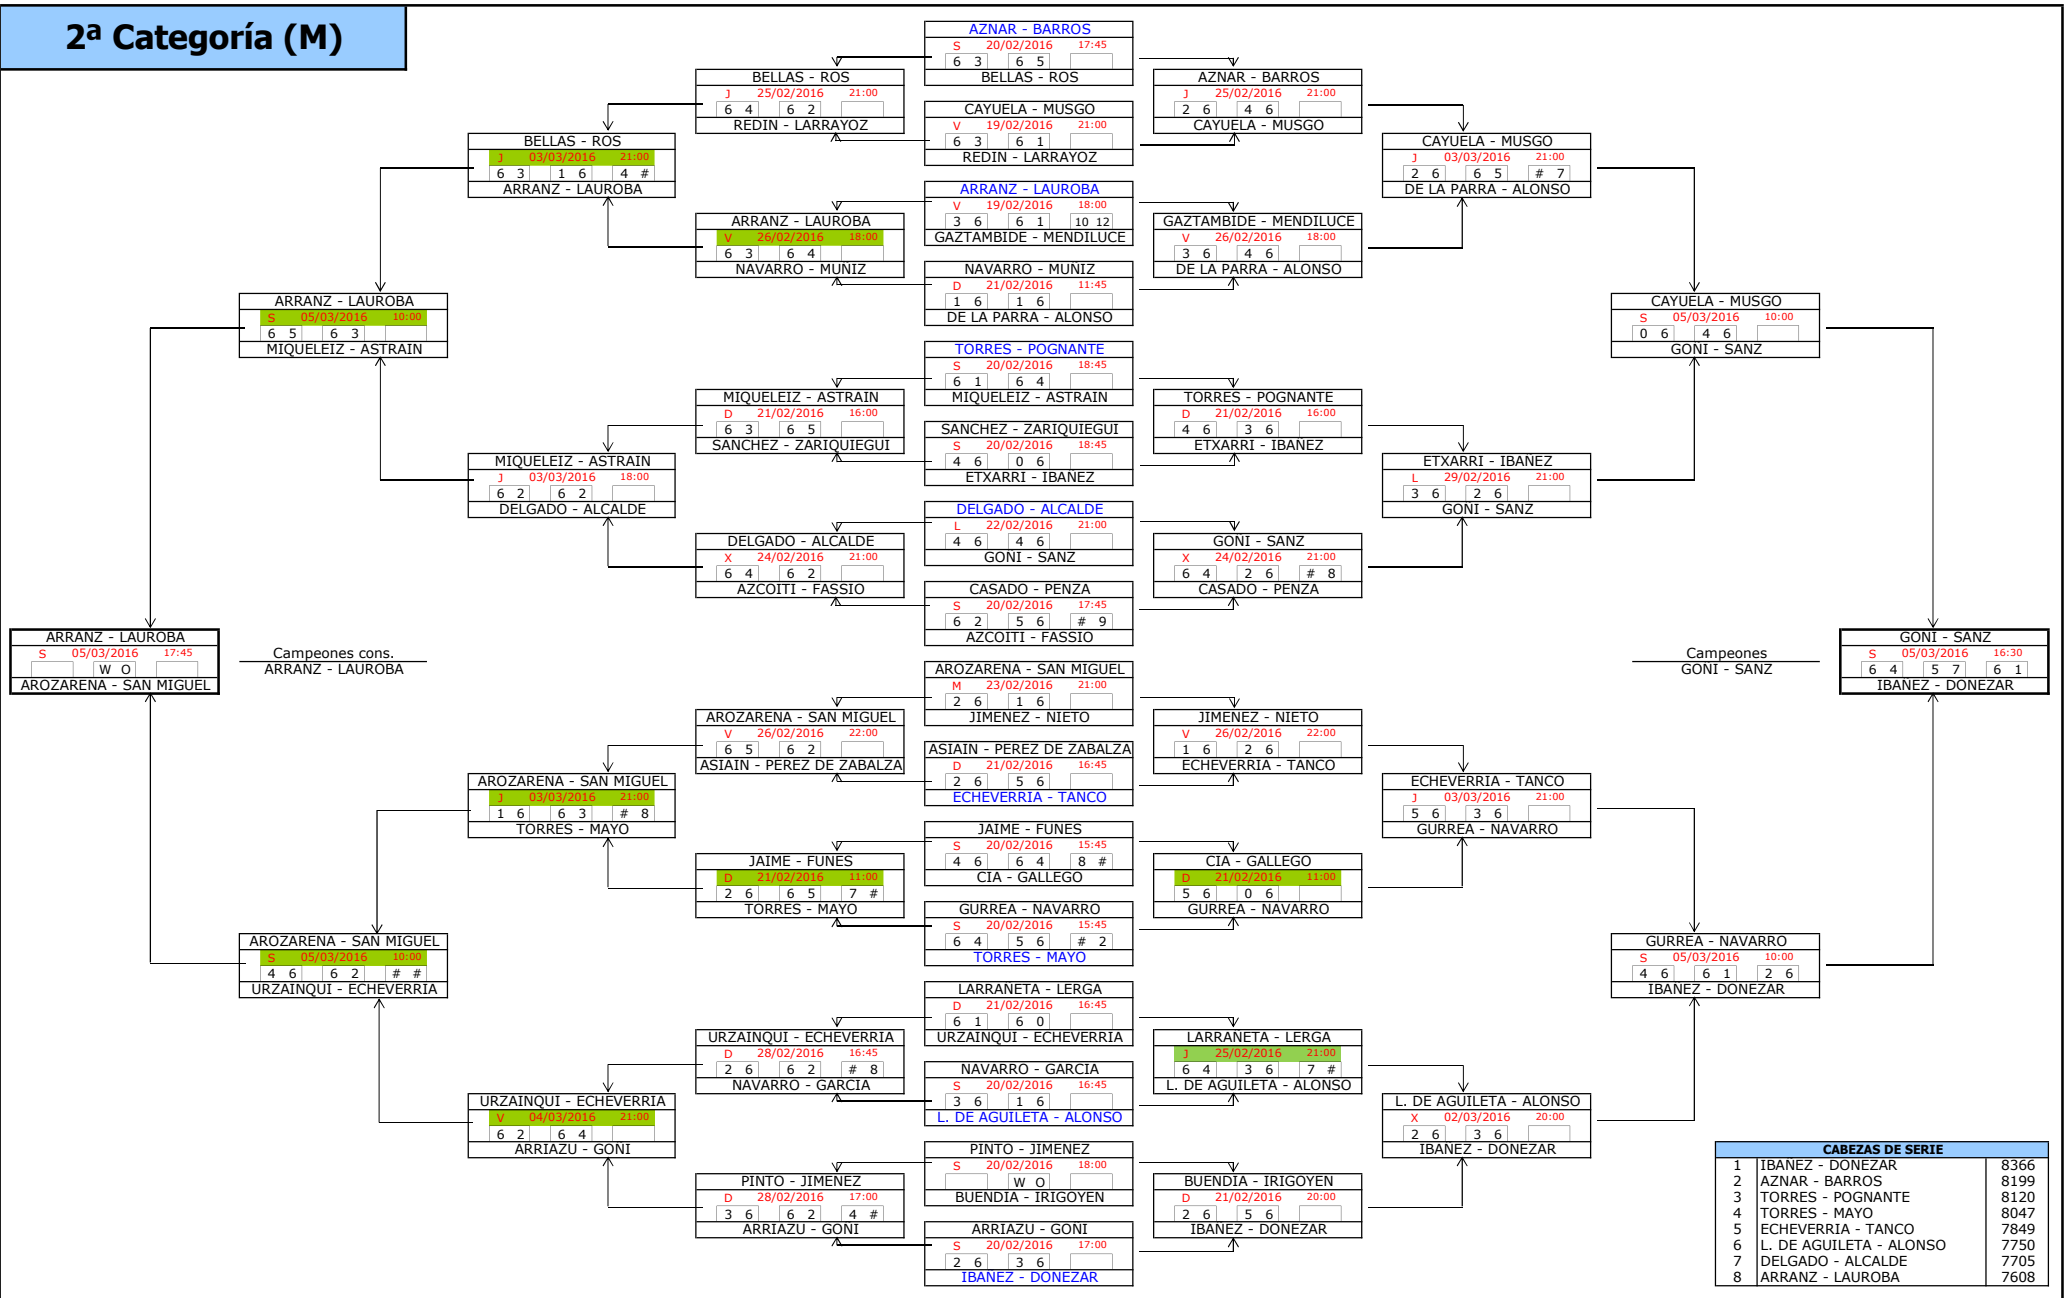 2ª Categoría (M)
AZNAR - BARROS
S 20/02/2016 17:45
6 3 6 5
BELLAS - ROS
CAYUELA - MUSGO
V 19/02/2016 21:00
6 3 6 1
REDIN - LARRAYOZ
ARRANZ - LAUROBA
V 19/02/2016 18:00
3 6 6 1 10 12
GAZTAMBIDE - MENDILUCE
NAVARRO - MUÑIZ
D 21/02/2016 11:45
1 6 1 6
DE LA PARRA - ALONSO
TORRES - POGNANTE
S 20/02/2016 18:45
6 1 6 4
MIQUELEIZ - ASTRAIN
SANCHEZ - ZARIQUIEGUI
S 20/02/2016 18:45
4 6 0 6
ETXARRI - IBAÑEZ
DELGADO - ALCALDE
L 22/02/2016 21:00
4 6 4 6
GOÑI - SANZ
CASADO - PENZA
S 20/02/2016 17:45
6 2 5 6 # 9
AZCOITI - FASSIO
AROZARENA - SAN MIGUEL
M 23/02/2016 21:00
2 6 1 6
JIMENEZ - NIETO
ASIAIN - PEREZ DE ZABALZA
D 21/02/2016 16:45
2 6 5 6
ECHEVERRIA - TANCO
JAIME - FUNES
S 20/02/2016 15:45
4 6 6 4 8 #
CIA - GALLEGO
GURREA - NAVARRO
S 20/02/2016 15:45
6 4 5 6 # 2
TORRES - MAYO
LARRAÑETA - LERGA
D 21/02/2016 16:45
6 1 6 0
URZAINQUI - ECHEVERRIA
NAVARRO - GARCIA
S 20/02/2016 16:45
3 6 1 6
L. DE AGUILETA - ALONSO
PINTO - JIMENEZ
S 20/02/2016 18:00
W O
BUENDIA - IRIGOYEN
ARRIAZU - GOÑI
S 20/02/2016 17:00
2 6 3 6
IBAÑEZ - DONEZAR
BELLAS - ROS
J 25/02/2016 21:00
6 4 6 2
REDIN - LARRAYOZ
ARRANZ - LAUROBA
V 26/02/2016 18:00
6 3 6 4
NAVARRO - MUÑIZ
MIQUELEIZ - ASTRAIN
D 21/02/2016 16:00
6 3 6 5
SANCHEZ - ZARIQUIEGUI
DELGADO - ALCALDE
X 24/02/2016 21:00
6 4 6 2
AZCOITI - FASSIO
AROZARENA - SAN MIGUEL
V 26/02/2016 22:00
6 5 6 2
ASIAIN - PEREZ DE ZABALZA
JAIME - FUNES
D 21/02/2016 11:00
2 6 6 5 7 #
TORRES - MAYO
URZAINQUI - ECHEVERRIA
D 28/02/2016 16:45
2 6 6 2 # 8
NAVARRO - GARCIA
PINTO - JIMENEZ
D 28/02/2016 17:00
3 6 6 2 4 #
ARRIAZU - GOÑI
BELLAS - ROS
J 03/03/2016 21:00
6 3 1 6 4 #
ARRANZ - LAUROBA
MIQUELEIZ - ASTRAIN
J 03/03/2016 18:00
6 2 6 2
DELGADO - ALCALDE
AROZARENA - SAN MIGUEL
J 03/03/2016 21:00
1 6 6 3 # 8
TORRES - MAYO
URZAINQUI - ECHEVERRIA
V 04/03/2016 21:00
6 2 6 4
ARRIAZU - GOÑI
ARRANZ - LAUROBA
S 05/03/2016 10:00
6 5 6 3
MIQUELEIZ - ASTRAIN
AROZARENA - SAN MIGUEL
S 05/03/2016 10:00
4 6 6 2 # #
URZAINQUI - ECHEVERRIA
ARRANZ - LAUROBA
S 05/03/2016 17:45
W O
AROZARENA - SAN MIGUEL
Campeones cons.
ARRANZ - LAUROBA
AZNAR - BARROS
J 25/02/2016 21:00
2 6 4 6
CAYUELA - MUSGO
GAZTAMBIDE - MENDILUCE
V 26/02/2016 18:00
3 6 4 6
DE LA PARRA - ALONSO
TORRES - POGNANTE
D 21/02/2016 16:00
4 6 3 6
ETXARRI - IBAÑEZ
GOÑI - SANZ
X 24/02/2016 21:00
6 4 2 6 # 8
CASADO - PENZA
JIMENEZ - NIETO
V 26/02/2016 22:00
1 6 2 6
ECHEVERRIA - TANCO
CIA - GALLEGO
D 21/02/2016 11:00
5 6 0 6
GURREA - NAVARRO
LARRAÑETA - LERGA
J 25/02/2016 21:00
6 4 3 6 7 #
L. DE AGUILETA - ALONSO
BUENDIA - IRIGOYEN
D 21/02/2016 20:00
2 6 5 6
IBAÑEZ - DONEZAR
CAYUELA - MUSGO
J 03/03/2016 21:00
2 6 6 5 # 7
DE LA PARRA - ALONSO
ETXARRI - IBAÑEZ
L 29/02/2016 21:00
3 6 2 6
GOÑI - SANZ
ECHEVERRIA - TANCO
J 03/03/2016 21:00
5 6 3 6
GURREA - NAVARRO
L. DE AGUILETA - ALONSO
X 02/03/2016 20:00
2 6 3 6
IBAÑEZ - DONEZAR
CAYUELA - MUSGO
S 05/03/2016 10:00
0 6 4 6
GOÑI - SANZ
GURREA - NAVARRO
S 05/03/2016 10:00
4 6 6 1 2 6
IBAÑEZ - DONEZAR
Campeones
GOÑI - SANZ
GOÑI - SANZ
S 05/03/2016 16:30
6 4 5 7 6 1
IBAÑEZ - DONEZAR
CABEZAS DE SERIE
1 IBAÑEZ - DONEZAR 8366
2 AZNAR - BARROS 8199
3 TORRES - POGNANTE 8120
4 TORRES - MAYO 8047
5 ECHEVERRIA - TANCO 7849
6 L. DE AGUILETA - ALONSO 7750
7 DELGADO - ALCALDE 7705
8 ARRANZ - LAUROBA 7608